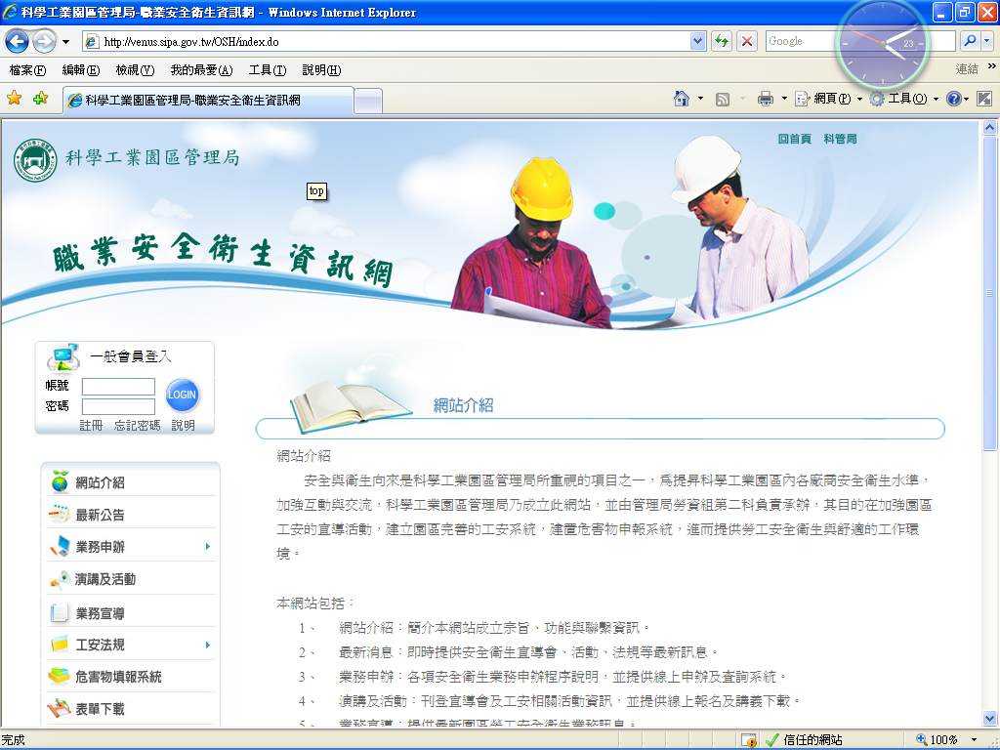 科學工業園區管理局-職業安全衛生資訊網 - Windows Internet Explorer
http://venus.sipa.gov.tw/OSH/index.do
Google
23
檔案(F) 編輯(E) 檢視(V) 我的最愛(A) 工具(T) 說明(H)
連結 »
科學工業園區管理局-職業安全衛生資訊網
網頁(P) 工具(O)
回首頁 科管局
科學工業園區管理局
top
職業安全衛生資訊網
一般會員登入
帳號
密碼
LOGIN
註冊 忘記密碼 說明
網站介紹
最新公告
業務申辦
演講及活動
業務宣導
工安法規
危害物填報系統
表單下載
網站介紹
網站介紹
安全與衛生向來是科學工業園區管理局所重視的項目之一，為提昇科學工業園區內各廠商安全衛生水準，
加強互動與交流，科學工業園區管理局乃成立此網站，並由管理局勞資組第二科負責承辦，其目的在加強園區
工安的宣導活動，建立園區完善的工安系統，建置危害物申報系統，進而提供勞工安全衛生與舒適的工作環
境。
本網站包括：
1、 網站介紹：簡介本網站成立宗旨、功能與聯繫資訊。
2、 最新消息：即時提供安全衛生宣導會、活動、法規等最新訊息。
3、 業務申辦：各項安全衛生業務申辦程序說明，並提供線上申辦及查詢系統。
4、 演講及活動：刊登宣導會及工安相關活動資訊，並提供線上報名及講義下載。
5、 業務宣導：提供最新園區勞工安全衛生業務訊息。
完成
信任的網站
100%